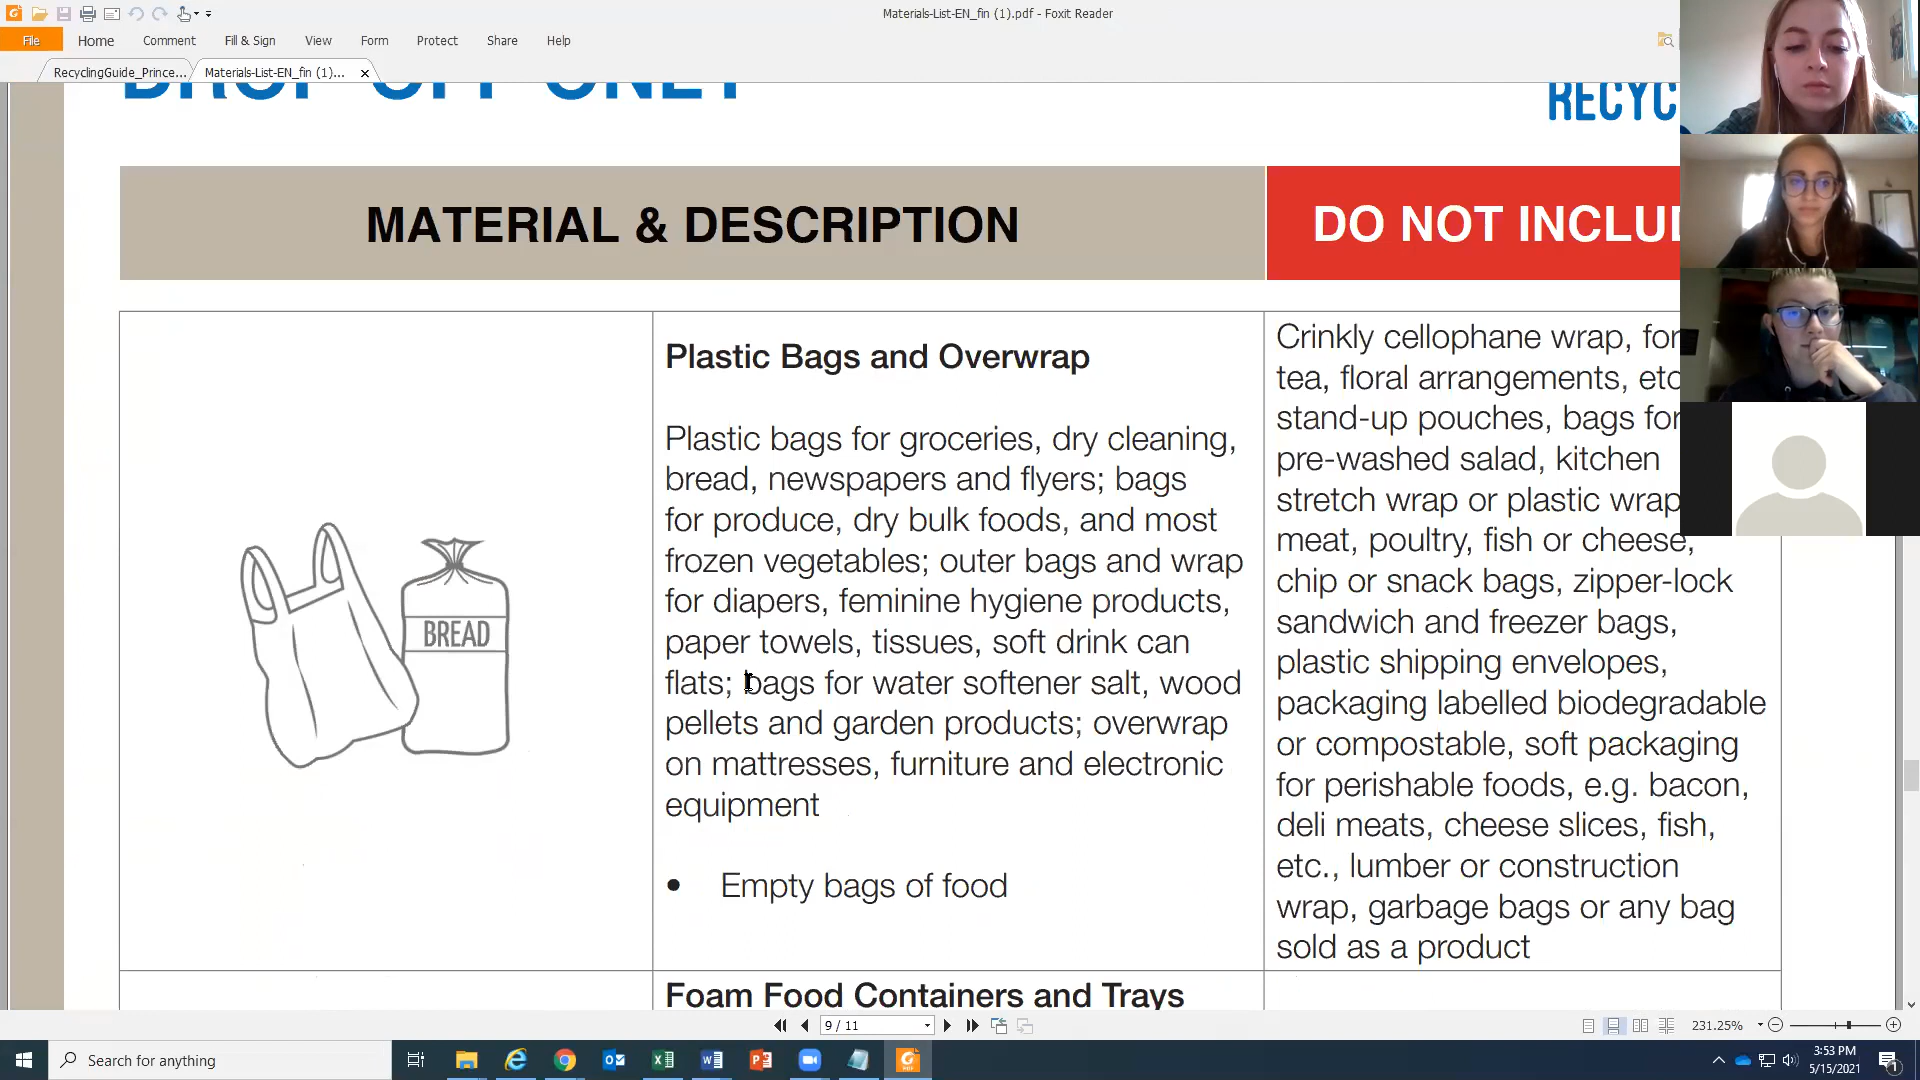 Materials-List-EN_fin (1).pdf - Foxit Reader
File Home Comment Fill & Sign View Form Protect Share Help
RecyclingGuide_Prince... Materials-List-EN_fin (1)...
DROP-OFF ONLY
RECYC
MATERIAL & DESCRIPTION
DO NOT INCLUD
Plastic Bags and Overwrap
Plastic bags for groceries, dry cleaning,
bread, newspapers and flyers; bags
for produce, dry bulk foods, and most
frozen vegetables; outer bags and wrap
for diapers, feminine hygiene products,
paper towels, tissues, soft drink can
flats; bags for water softener salt, wood
pellets and garden products; overwrap
on mattresses, furniture and electronic
equipment
• Empty bags of food
BREAD
Crinkly cellophane wrap, for
tea, floral arrangements, etc
stand-up pouches, bags for
pre-washed salad, kitchen
stretch wrap or plastic wrap
meat, poultry, fish or cheese,
chip or snack bags, zipper-lock
sandwich and freezer bags,
plastic shipping envelopes,
packaging labelled biodegradable
or compostable, soft packaging
for perishable foods, e.g. bacon,
deli meats, cheese slices, fish,
etc., lumber or construction
wrap, garbage bags or any bag
sold as a product
Foam Food Containers and Trays
9 / 11
231.25%
Search for anything
3:53 PM
5/15/2021